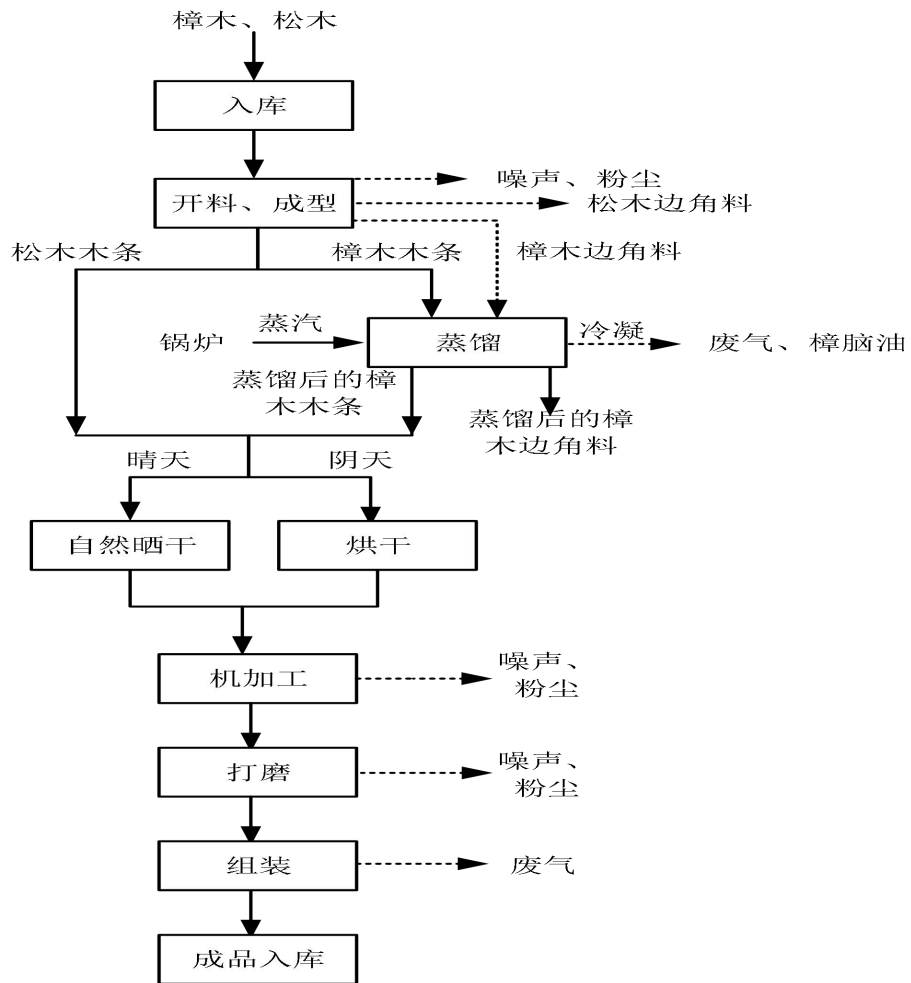 樟木、松木
入库
噪声、粉尘
开料、成型
松木边角料
松木木条
樟木木条
樟木边角料
锅炉
蒸汽
蒸馏
冷凝
废气、樟脑油
蒸馏后的樟
木木条
蒸馏后的樟
木边角料
晴天
阴天
自然晒干
烘干
机加工
噪声、
粉尘
打磨
噪声、
粉尘
组装
废气
成品入库